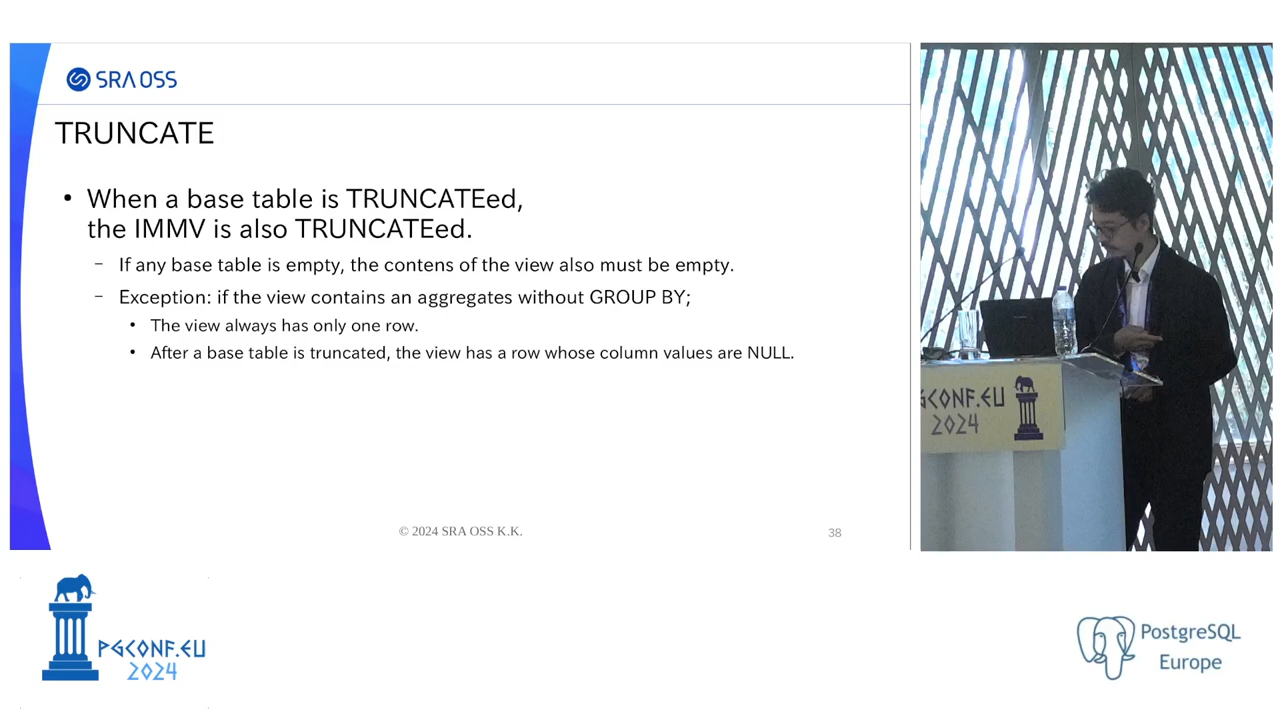 SRA OSS
TRUNCATE
• When a base table is TRUNCATEed,
the IMMV is also TRUNCATEed.
– If any base table is empty, the contens of the view also must be empty.
– Exception: if the view contains an aggregates without GROUP BY;
• The view always has only one row.
• After a base table is truncated, the view has a row whose column values are NULL.
© 2024 SRA OSS K.K.
38
PGCONF.EU
2024
PGCONF.EU
2024
PostgreSQL
Europe